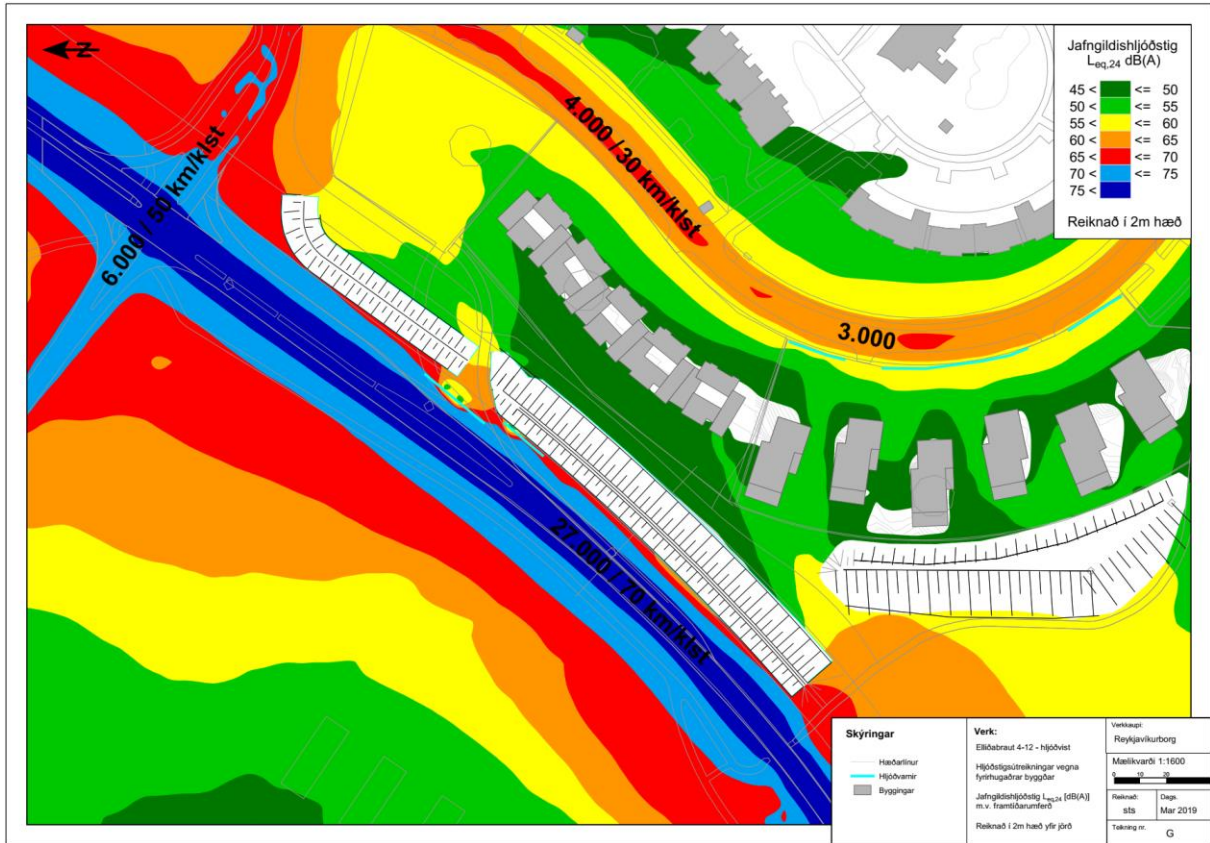 Z
Jafngildishljóðstig
Leq,24 dB(A)
45 < <= 50
50 < <= 55
55 < <= 60
60 < <= 65
65 < <= 70
70 < <= 75
75 <
Reiknað í 2m hæð
6.000 / 50 km/klst
4.000 / 30 km/klst
3.000
27.000 / 70 km/klst
Skýringar
Hæðarlínur
Hljóðvarnir
Byggingar
Verk:
Elliðabraut 4-12 - hljóðvist
Hljóðstigsútreikningar vegna
fyrirhugaðrar byggðar
Jafngildishljóðstig Leq,24 [dB(A)]
m.v. framtíðarumferð
Reiknað í 2m hæð yfir jörð
Verkkaupi:
Reykjavíkurborg
Mælikvarði 1:1600
0 10 20
Reiknað:
sts
Dags.
Mar 2019
Teikning nr.
G